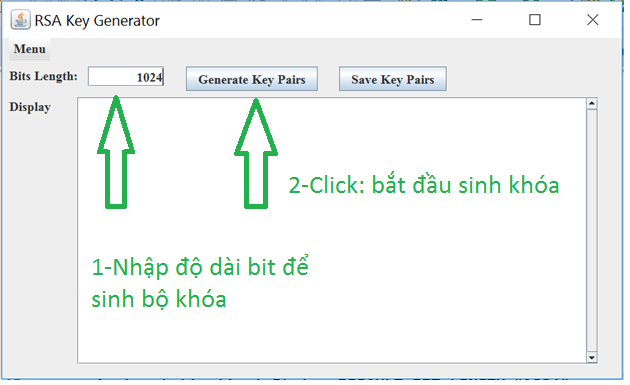 RSA Key Generator
Menu
Bits Length: 1024 Generate Key Pairs Save Key Pairs
Display
2-Click: bắt đầu sinh khóa
1-Nhập độ dài bit để
sinh bộ khóa